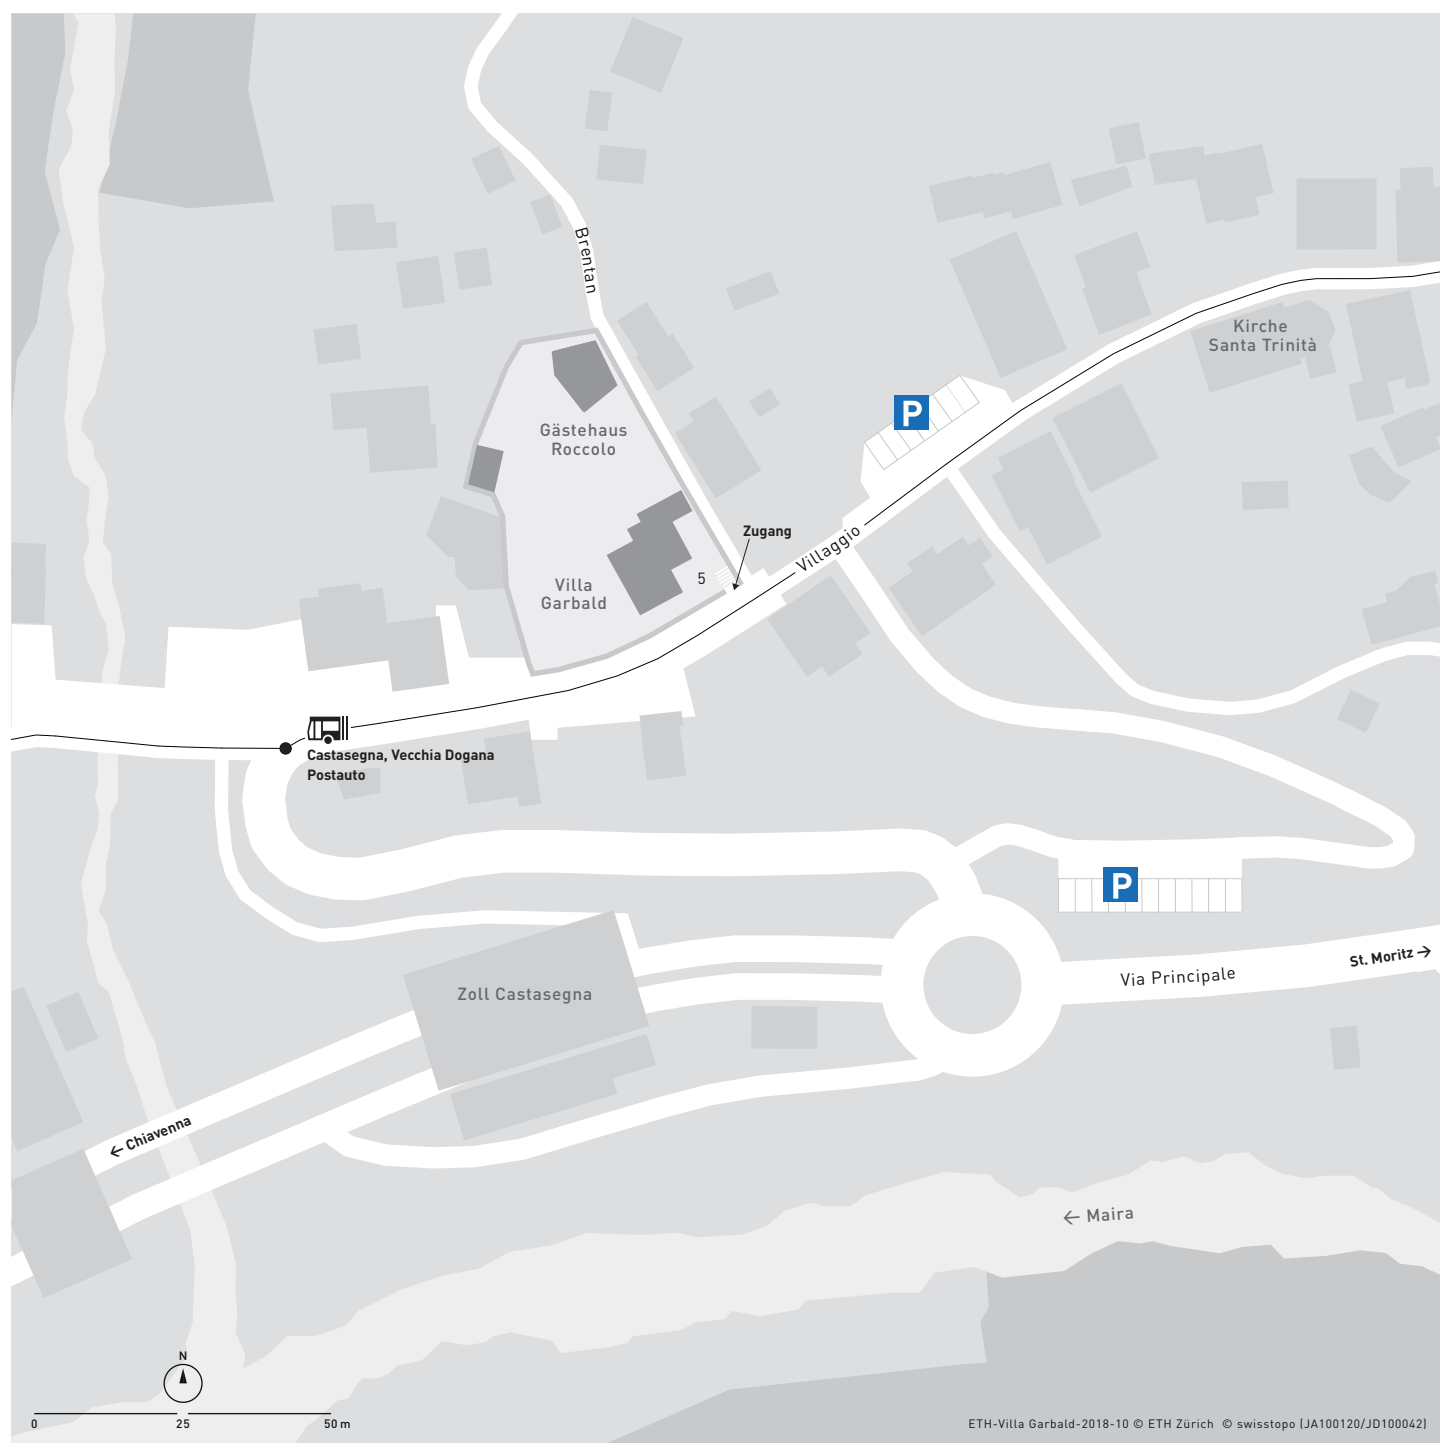 Brentan
Kirche
Santa Trinità
P
Gästehaus
Roccolo
Zugang
Villaggio
5
Villa
Garbald
Castasegna, Vecchia Dogana
Postauto
P
St. Moritz →
Via Principale
Zoll Castasegna
← Chiavenna
← Maira
N
0 25 50 m
ETH-Villa Garbald-2018-10 © ETH Zürich © swisstopo (JA100120/JD100042)